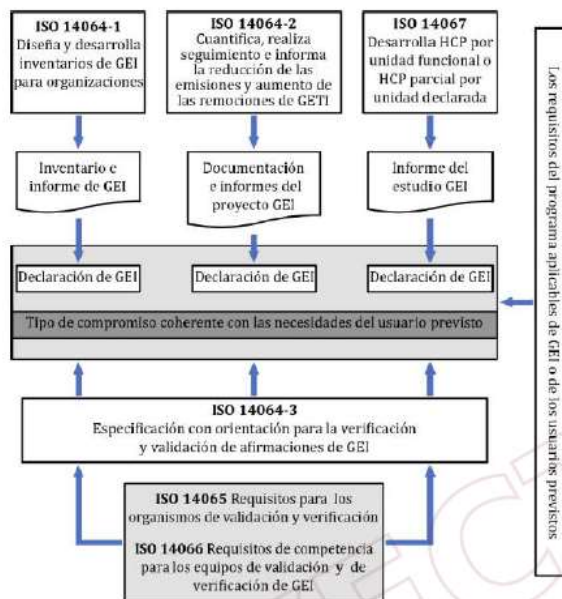 ISO 14064-1
Diseña y desarrolla
inventarios de GEI
para organizaciones
ISO 14064-2
Cuantifica, realiza
seguimiento e informa
la reducción de las
emisiones y aumento de
las remociones de GETI
ISO 14067
Desarrolla HCP por
unidad funcional o
HCP parcial por
unidad declarada
Inventario e
informe de GEI
Documentación
e informes del
proyecto GEI
Informe del
estudio GEI
Declaración de GEI
Declaración de GEI
Declaración de GEI
Tipo de compromiso coherente con las necesidades del usuario previsto
ISO 14064-3
Especificación con orientación para la verificación
y validación de afirmaciones de GEI
ISO 14065 Requisitos para los
organismos de validación y verificación
ISO 14066 Requisitos de competencia
para los equipos de validación y de
verificación de GEI
Los requisitos del programa aplicables de GEI o de los usuarios previstos